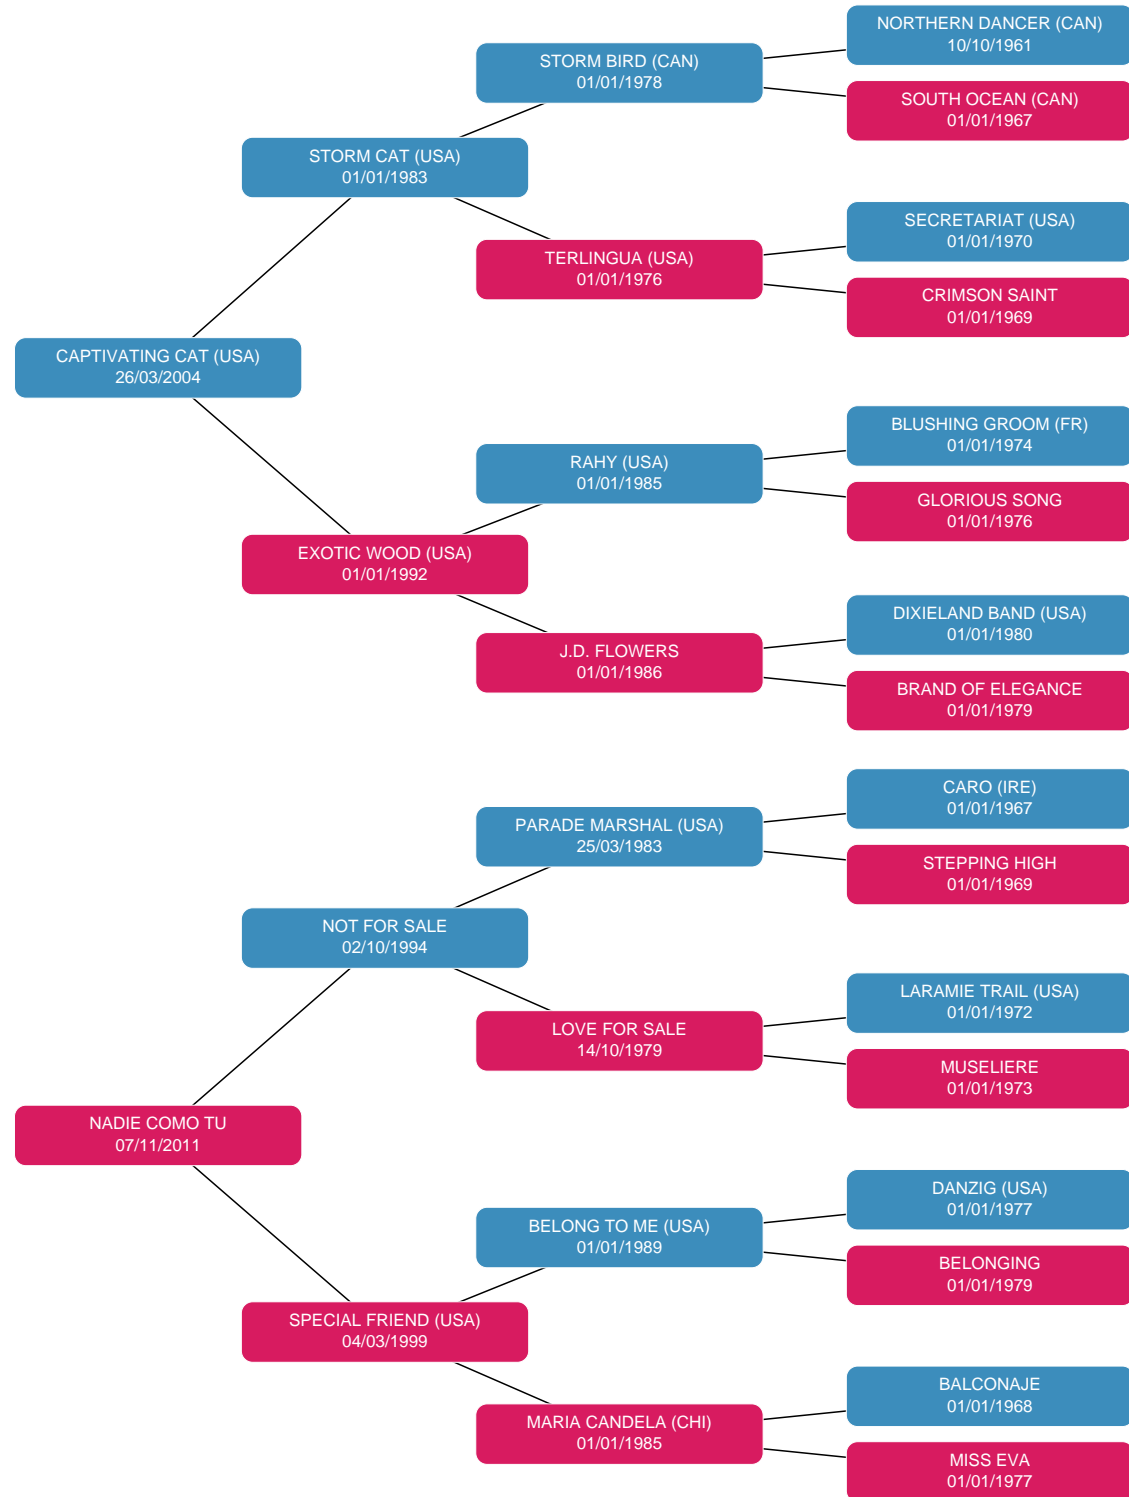 NORTHERN DANCER (CAN)
10/10/1961
STORM BIRD (CAN)
01/01/1978
SOUTH OCEAN (CAN)
01/01/1967
STORM CAT (USA)
01/01/1983
SECRETARIAT (USA)
01/01/1970
TERLINGUA (USA)
01/01/1976
CRIMSON SAINT
01/01/1969
CAPTIVATING CAT (USA)
26/03/2004
BLUSHING GROOM (FR)
01/01/1974
RAHY (USA)
01/01/1985
GLORIOUS SONG
01/01/1976
EXOTIC WOOD (USA)
01/01/1992
DIXIELAND BAND (USA)
01/01/1980
J.D. FLOWERS
01/01/1986
BRAND OF ELEGANCE
01/01/1979
CARO (IRE)
01/01/1967
PARADE MARSHAL (USA)
25/03/1983
STEPPING HIGH
01/01/1969
NOT FOR SALE
02/10/1994
LARAMIE TRAIL (USA)
01/01/1972
LOVE FOR SALE
14/10/1979
MUSELIERE
01/01/1973
NADIE COMO TU
07/11/2011
DANZIG (USA)
01/01/1977
BELONG TO ME (USA)
01/01/1989
BELONGING
01/01/1979
SPECIAL FRIEND (USA)
04/03/1999
BALCONAJE
01/01/1968
MARIA CANDELA (CHI)
01/01/1985
MISS EVA
01/01/1977